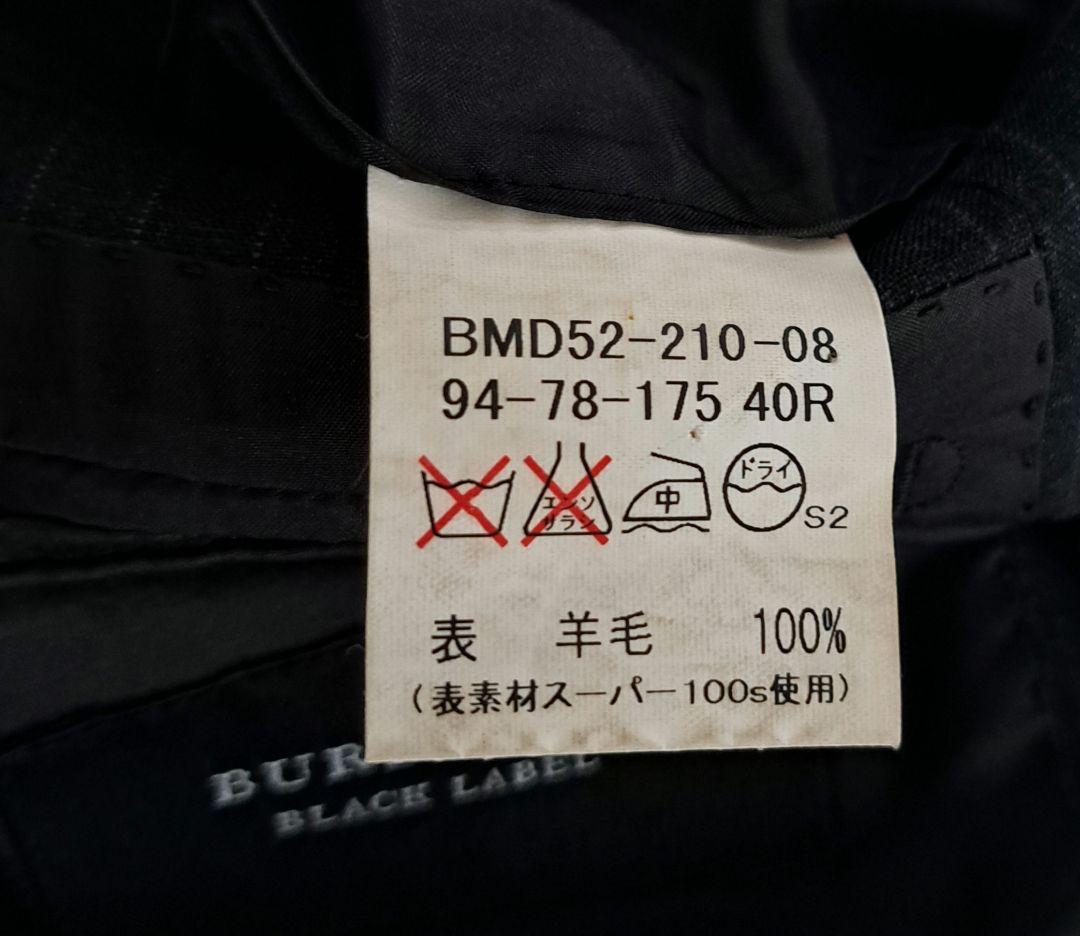 BMD52-210-08
94-78-175 40R
エンソ
サラシ
中
ドライ
S2
表 羊毛 100%
(表素材スーパー100s使用)
BLACK LABEL